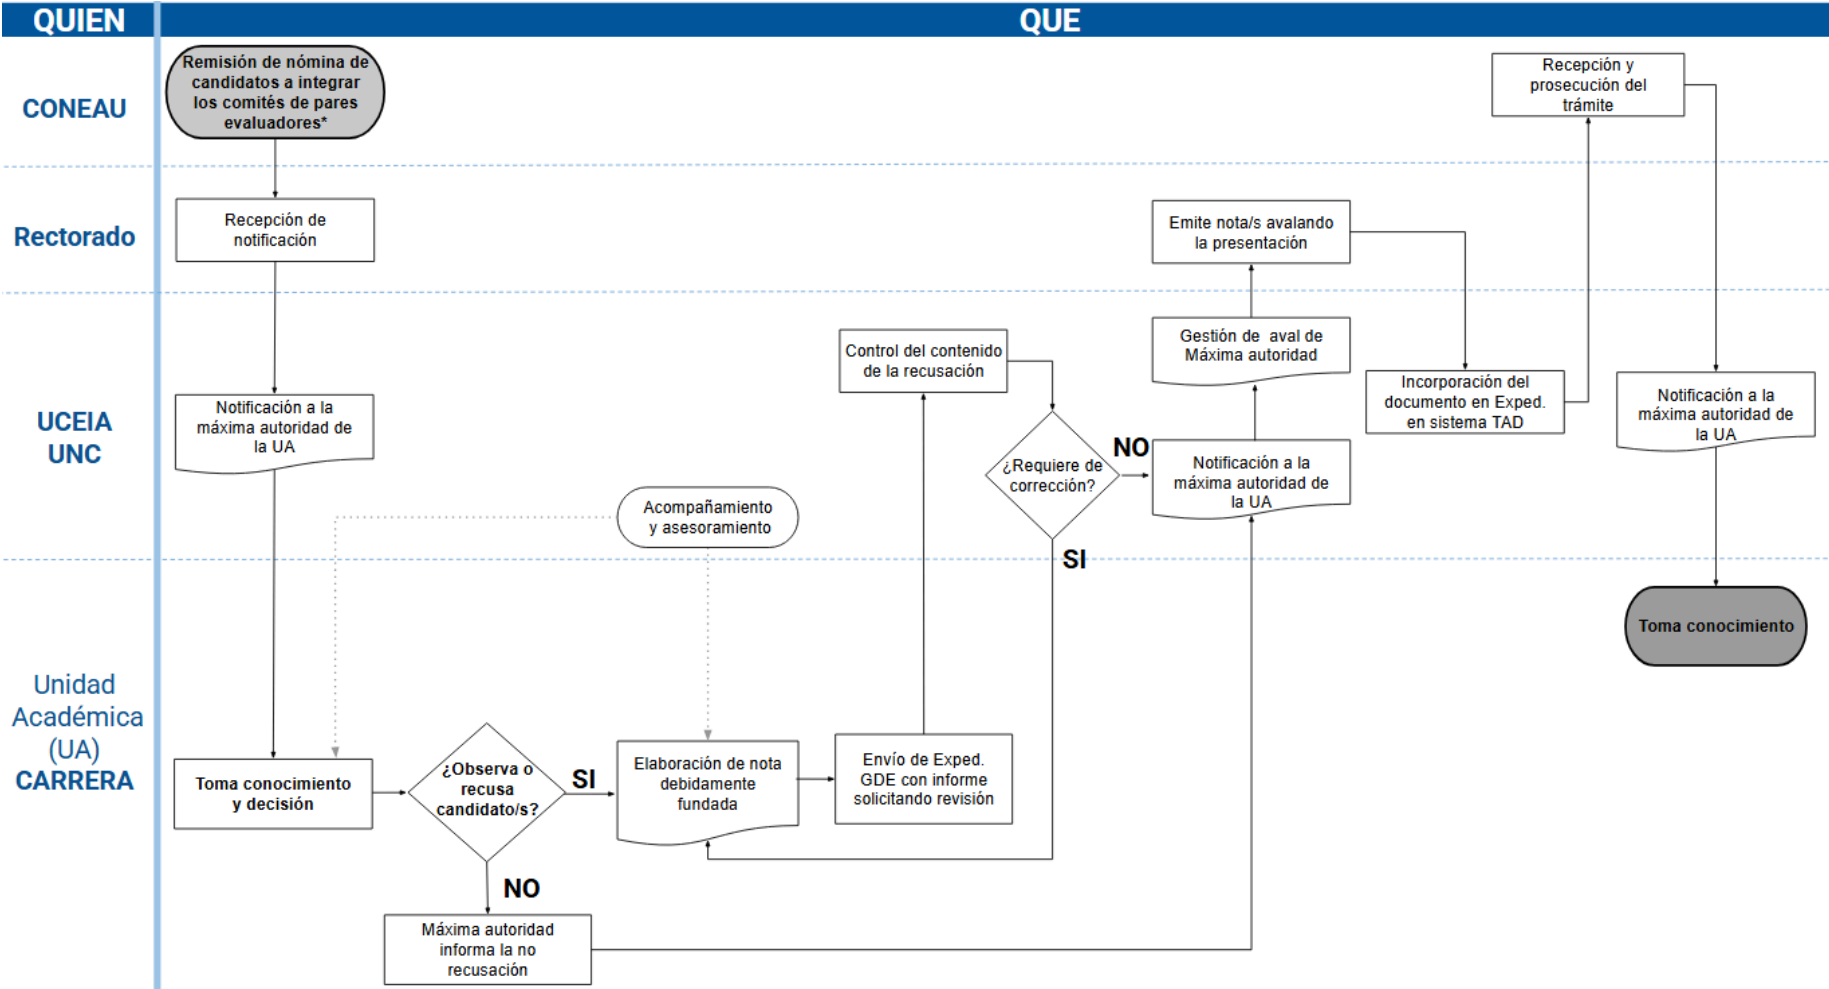 QUIEN
QUE
CONEAU
Remisión de nómina de
candidatos a integrar
los comités de pares
evaluadores*
Recepción y
prosecución del
trámite
Rectorado
Recepción de
notificación
Emite nota/s avalando
la presentación
UCEIA
UNC
Notificación a la
máxima autoridad de
la UA
Acompañamiento
y asesoramiento
Control del contenido
de la recusación
¿Requiere de
corrección?
NO
SI
Gestión de aval de
Máxima autoridad
Notificación a la
máxima autoridad de
la UA
Incorporación del
documento en Exped.
en sistema TAD
Notificación a la
máxima autoridad de
la UA
Unidad
Académica
(UA)
CARRERA
Toma conocimiento
y decisión
¿Observa o
recusa
candidato/s?
SI
NO
Elaboración de nota
debidamente
fundada
Envío de Exped.
GDE con informe
solicitando revisión
Máxima autoridad
informa la no
recusación
Toma conocimiento